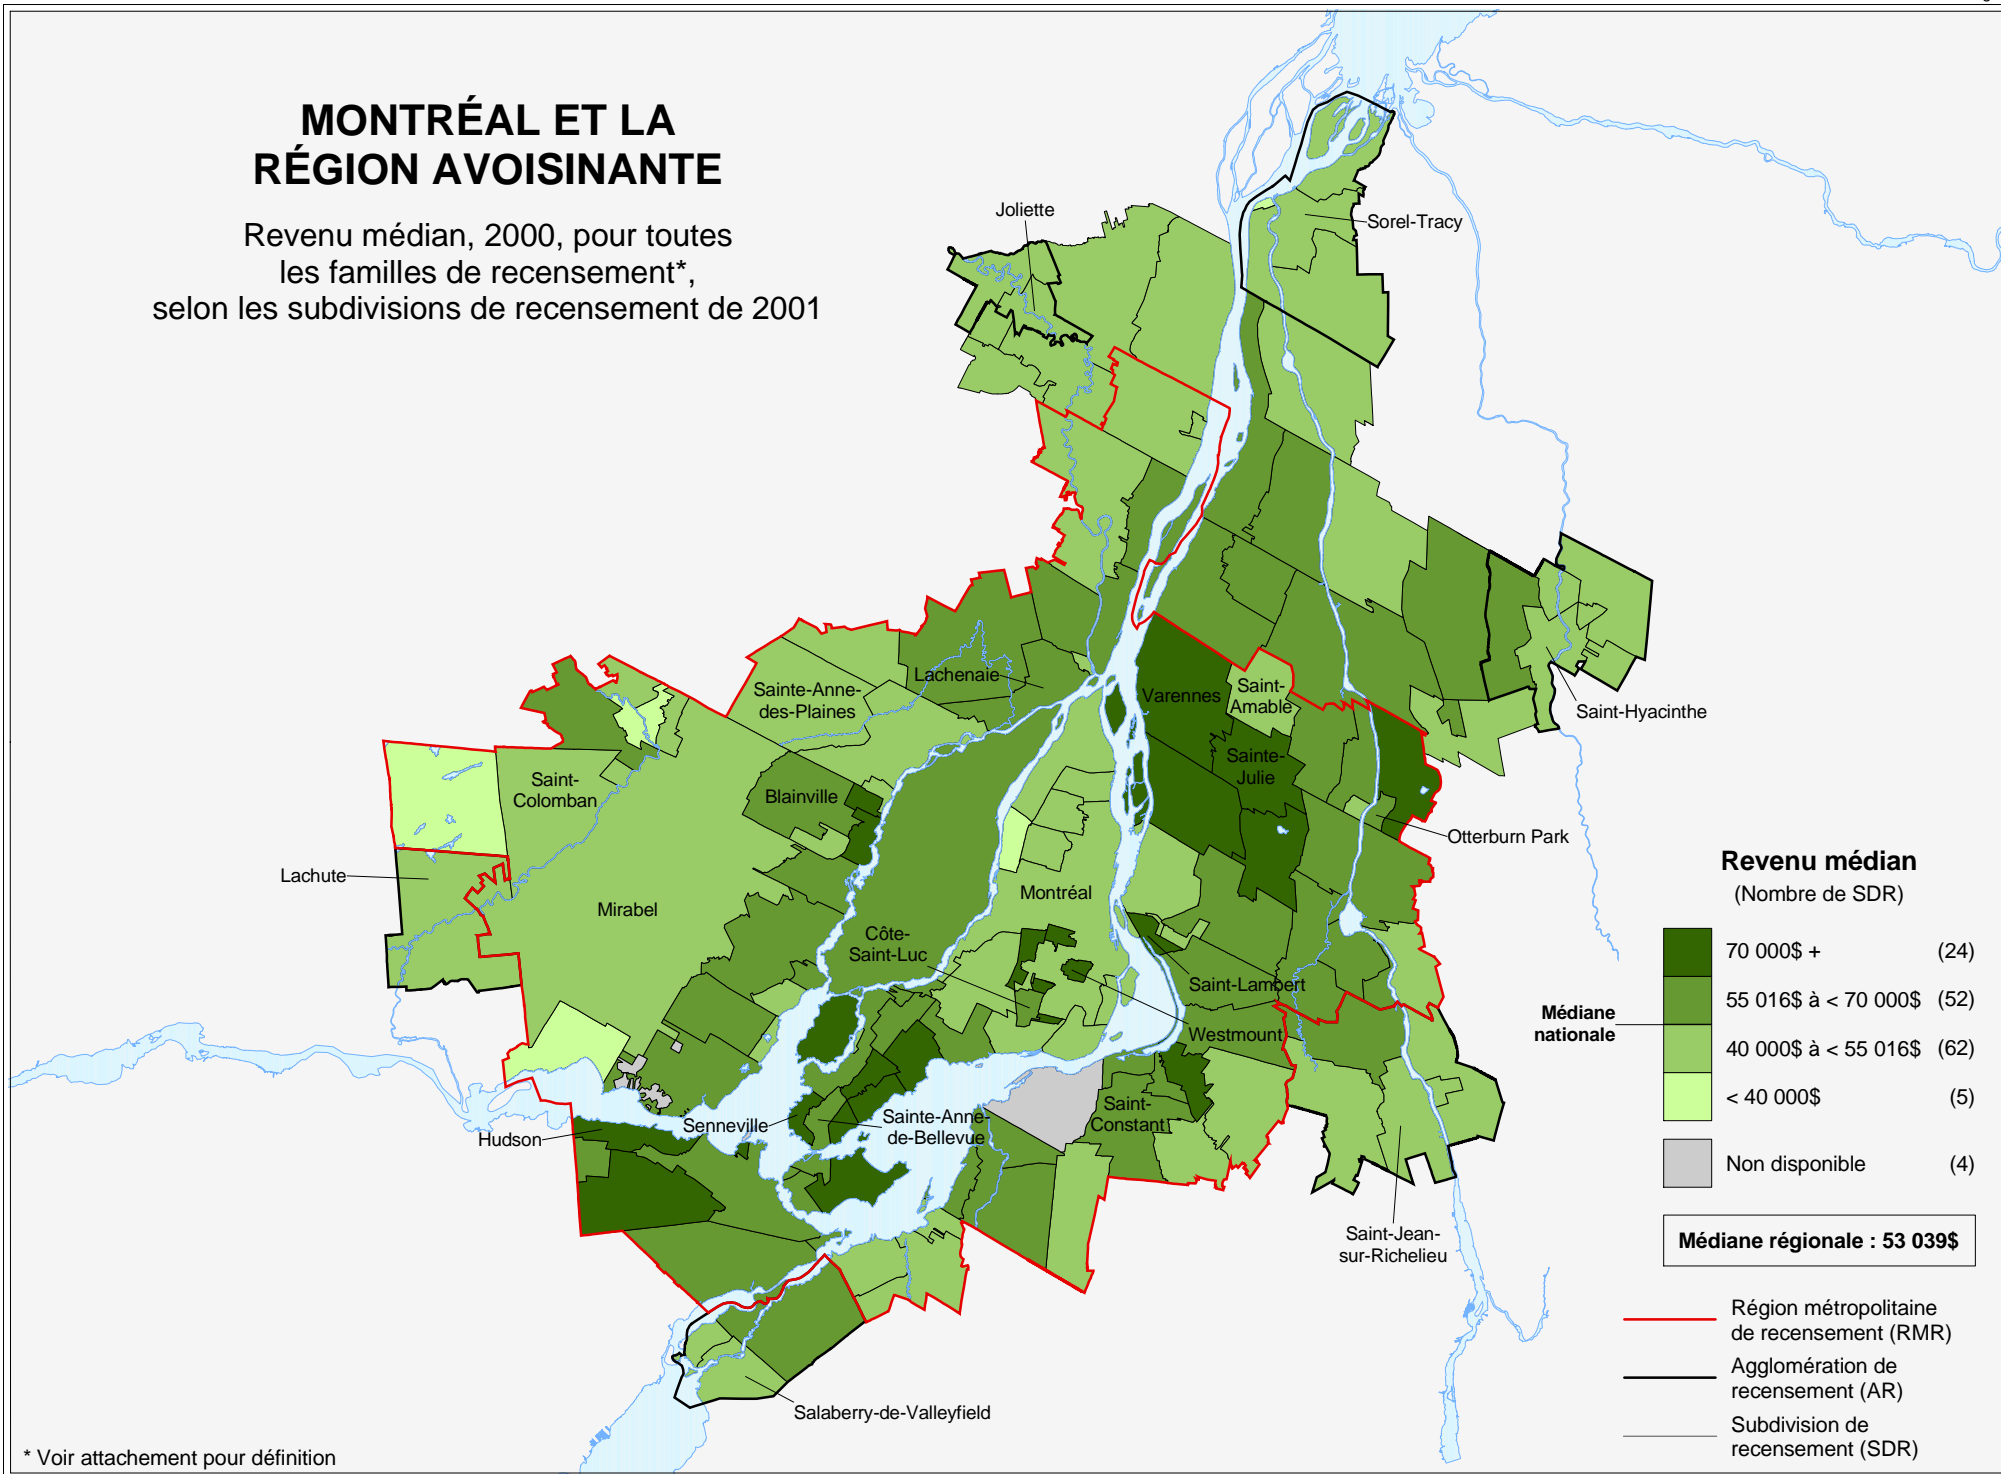 MONTRÉAL ET LA
RÉGION AVOISINANTE
Revenu médian, 2000, pour toutes
les familles de recensement*,
selon les subdivisions de recensement de 2001
Joliette
Sorel-Tracy
Lachenaie
Sainte-Anne-
des-Plaines
Varennes
Saint-
Amable
Saint-Hyacinthe
Sainte-
Julie
Saint-
Colomban
Blainville
Otterburn Park
Lachute
Mirabel
Montréal
Côte-
Saint-Luc
Saint-Lambert
Westmount
Senneville
Sainte-Anne-
de-Bellevue
Saint-
Constant
Hudson
Saint-Jean-
sur-Richelieu
Salaberry-de-Valleyfield
Revenu médian
(Nombre de SDR)
70 000$ + (24)
55 016$ à < 70 000$ (52)
Médiane
nationale
40 000$ à < 55 016$ (62)
< 40 000$ (5)
Non disponible (4)
Médiane régionale : 53 039$
Région métropolitaine
de recensement (RMR)
Agglomération de
recensement (AR)
Subdivision de
recensement (SDR)
* Voir attachement pour définition